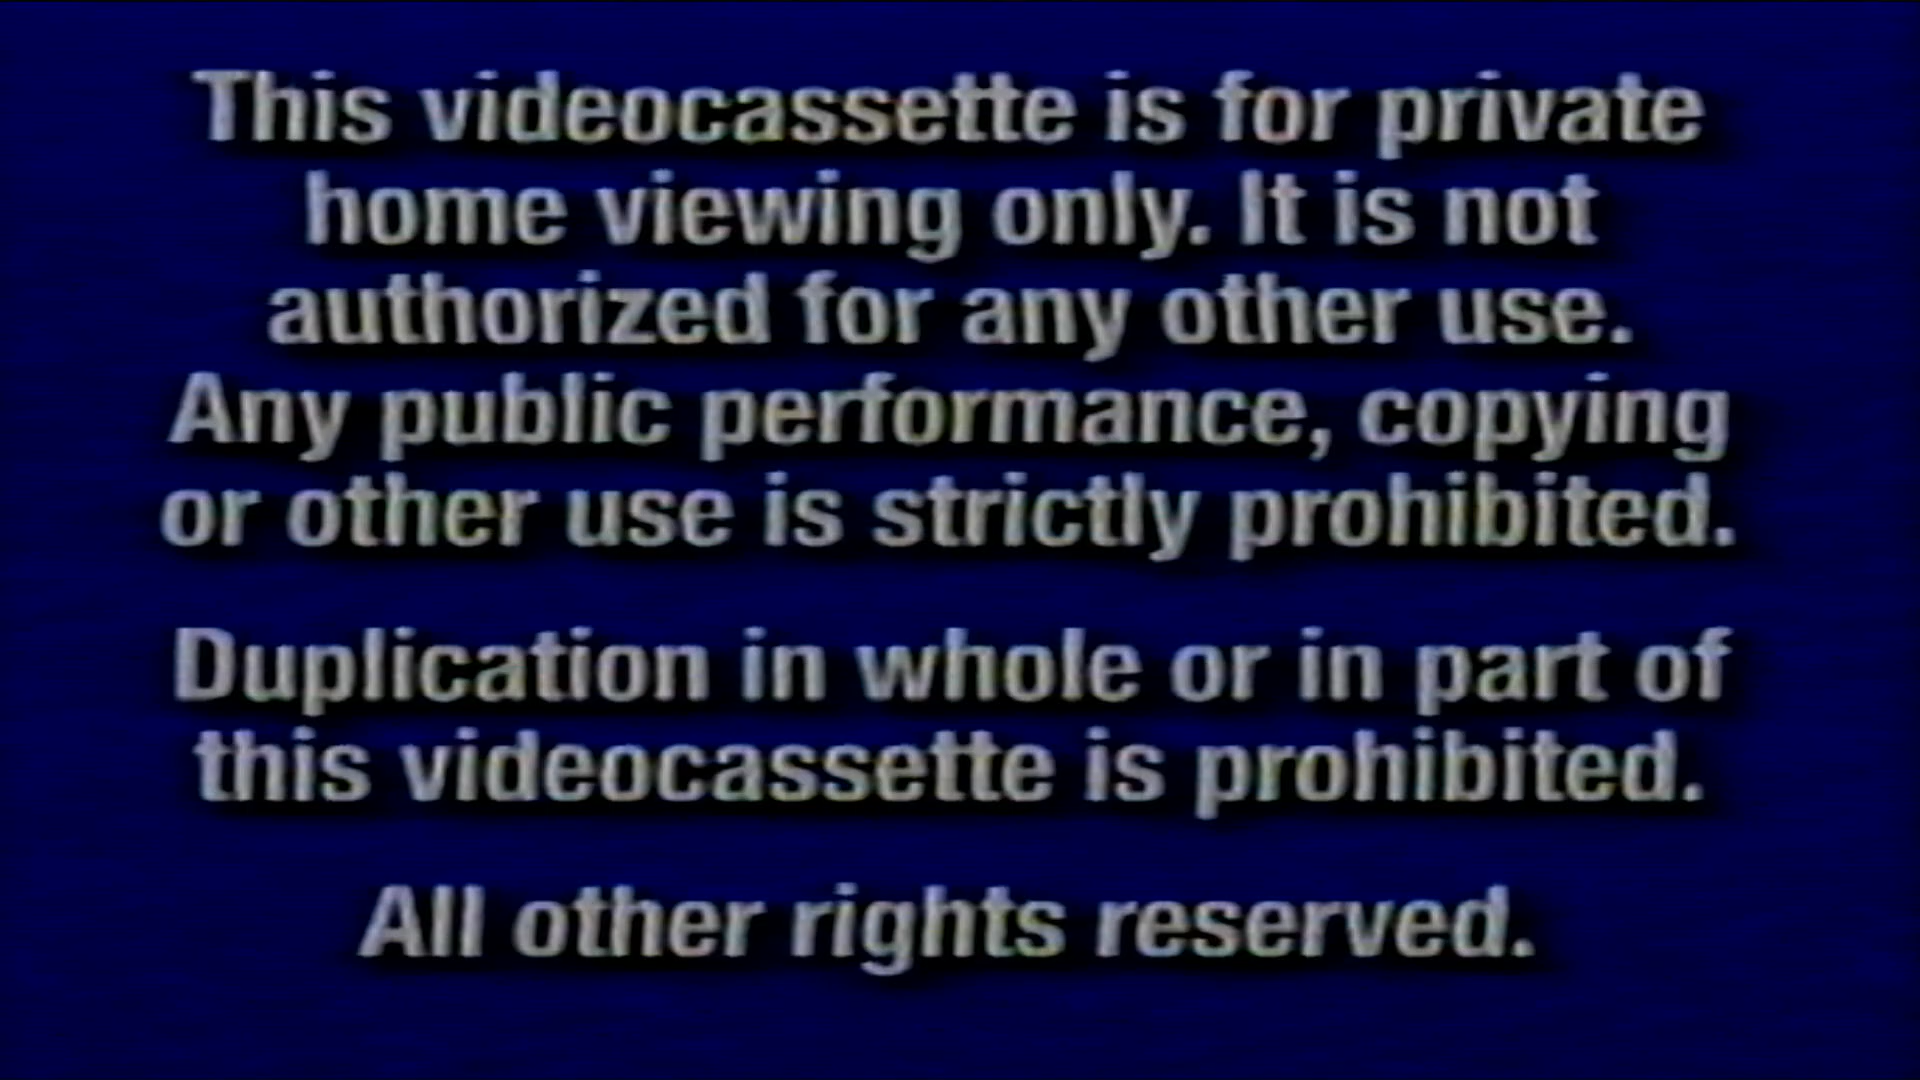 This videocassette is for private
home viewing only. It is not
authorized for any other use.
Any public performance, copying
or other use is strictly prohibited.
Duplication in whole or in part of
this videocassette is prohibited.
All other rights reserved.